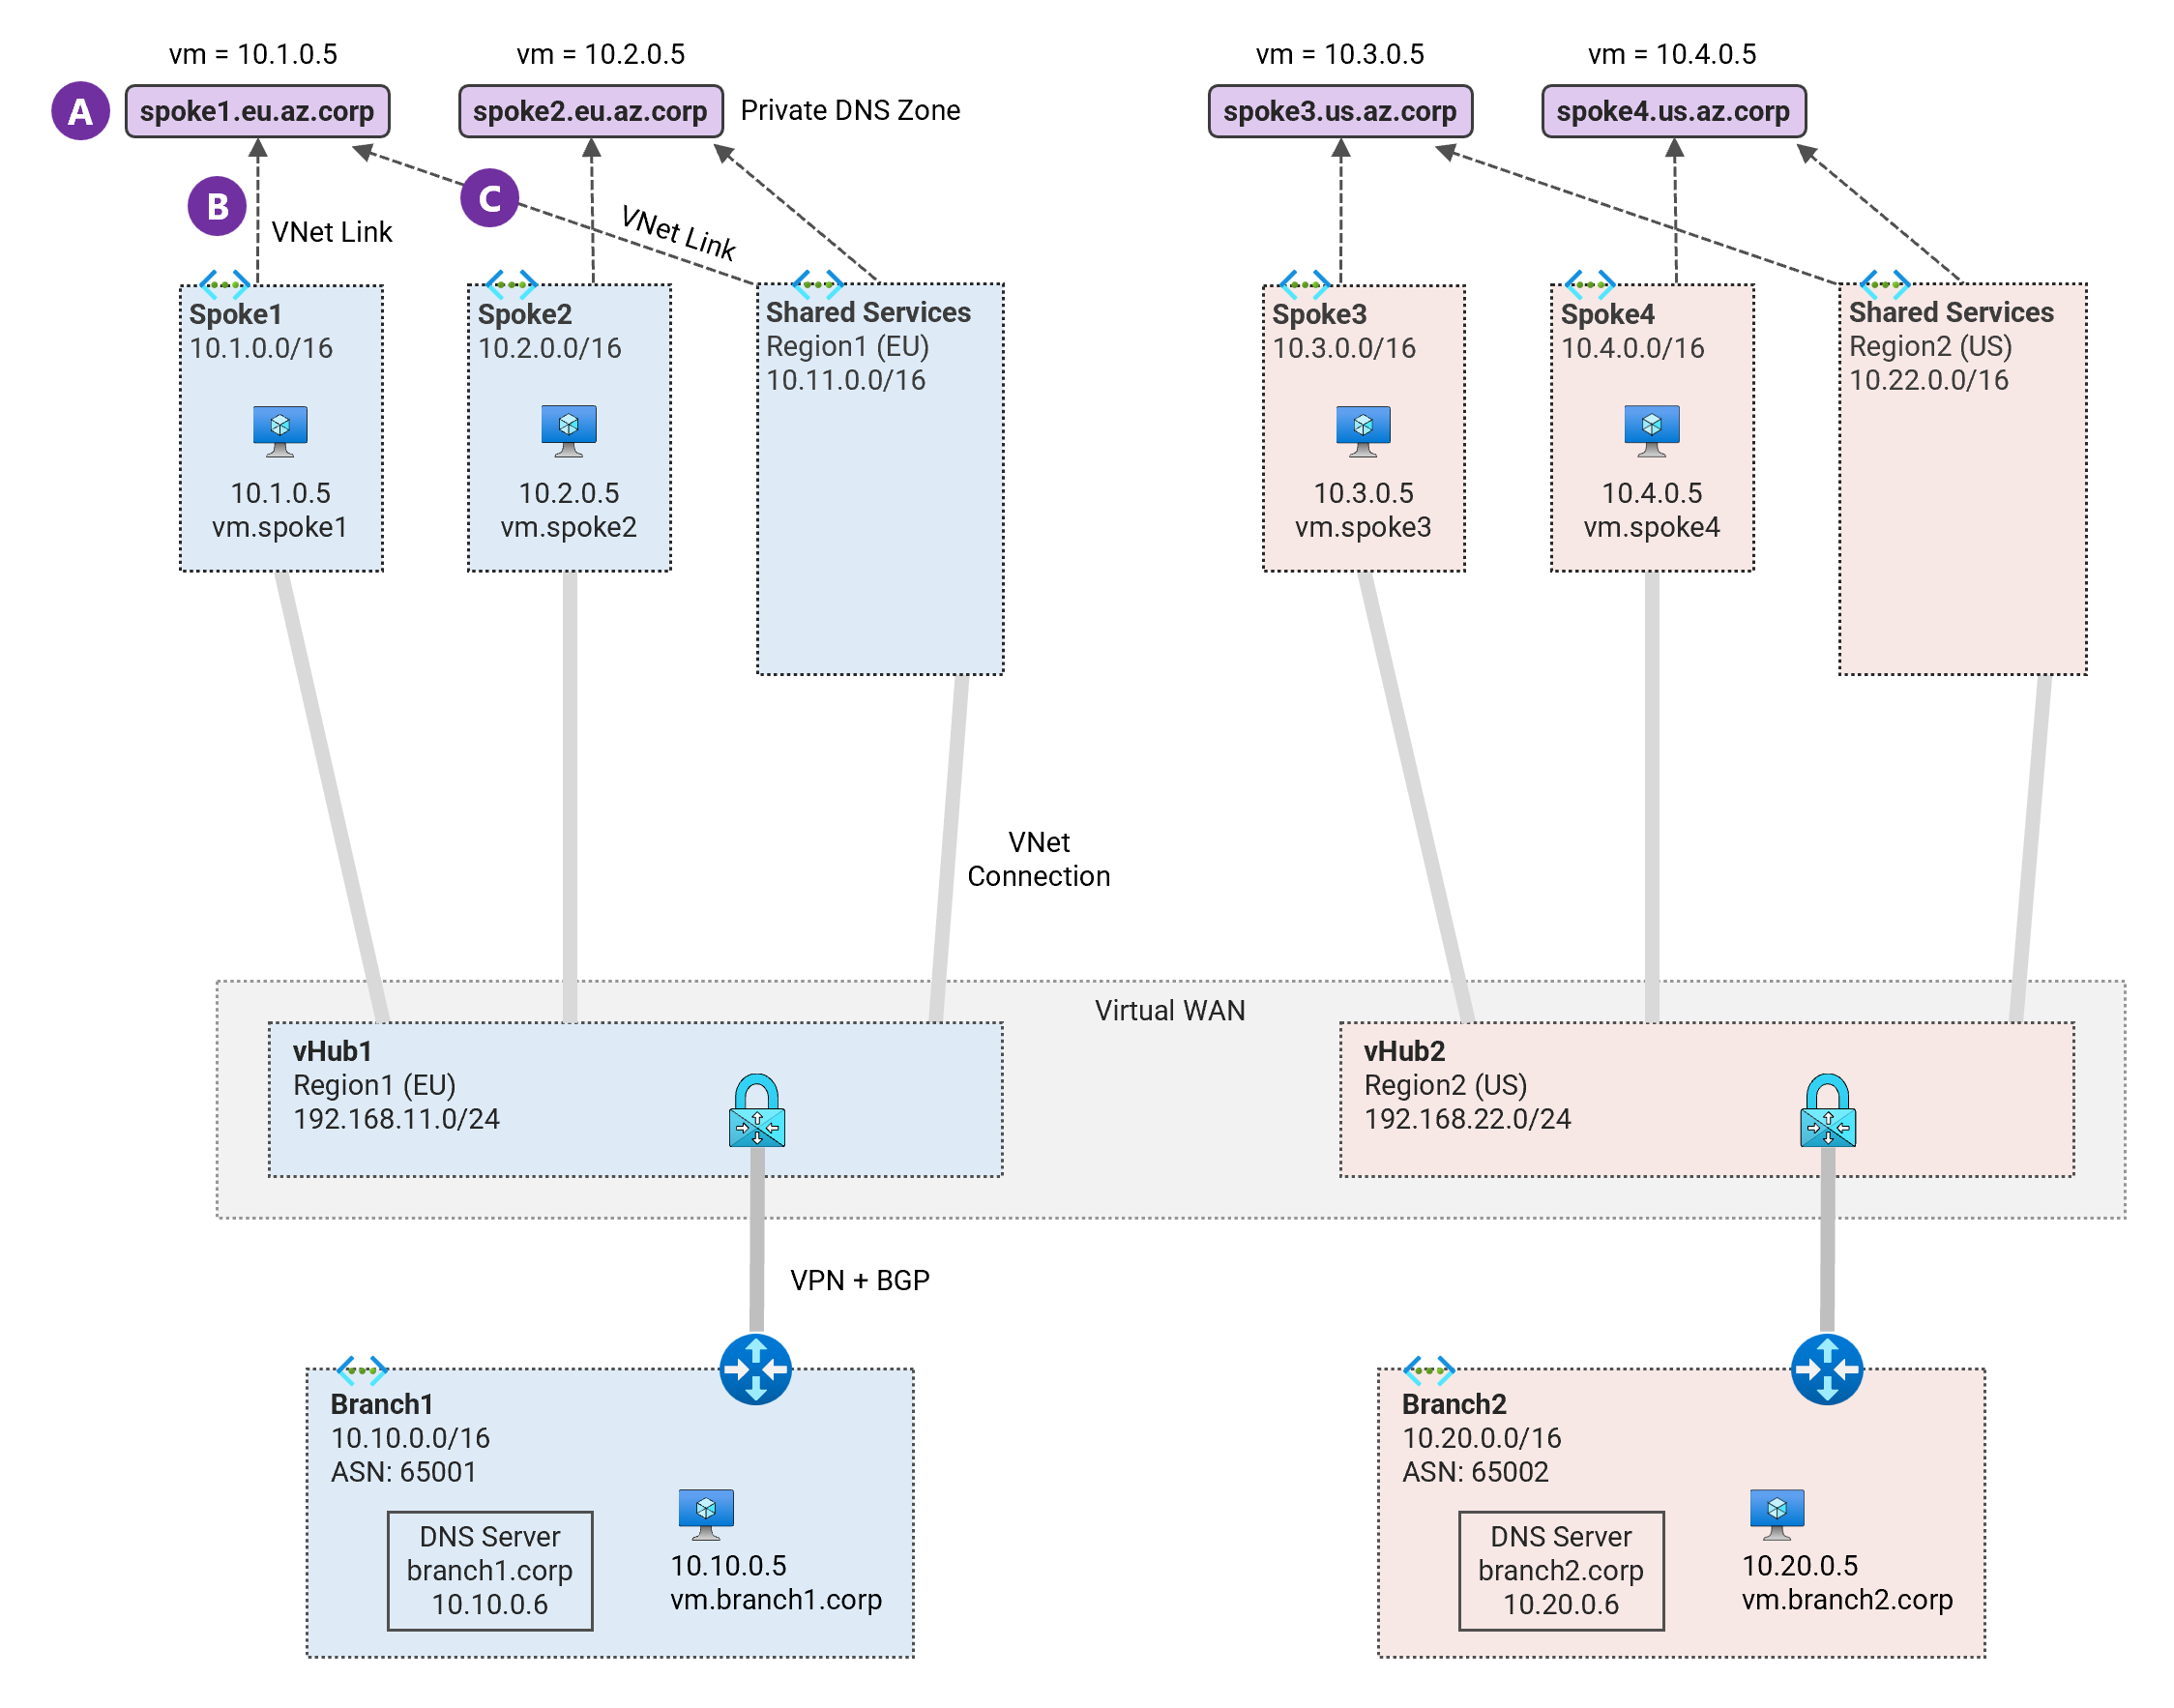 vm = 10.1.0.5
vm = 10.2.0.5
vm = 10.3.0.5
vm = 10.4.0.5
A
spoke1.eu.az.corp
spoke2.eu.az.corp
Private DNS Zone
spoke3.us.az.corp
spoke4.us.az.corp
B
VNet Link
C
VNet Link
Spoke1
10.1.0.0/16
10.1.0.5
vm.spoke1
Spoke2
10.2.0.0/16
10.2.0.5
vm.spoke2
Shared Services
Region1 (EU)
10.11.0.0/16
Spoke3
10.3.0.0/16
10.3.0.5
vm.spoke3
Spoke4
10.4.0.0/16
10.4.0.5
vm.spoke4
Shared Services
Region2 (US)
10.22.0.0/16
VNet
Connection
Virtual WAN
vHub1
Region1 (EU)
192.168.11.0/24
vHub2
Region2 (US)
192.168.22.0/24
VPN + BGP
Branch1
10.10.0.0/16
ASN: 65001
DNS Server
branch1.corp
10.10.0.6
10.10.0.5
vm.branch1.corp
Branch2
10.20.0.0/16
ASN: 65002
DNS Server
branch2.corp
10.20.0.6
10.20.0.5
vm.branch2.corp